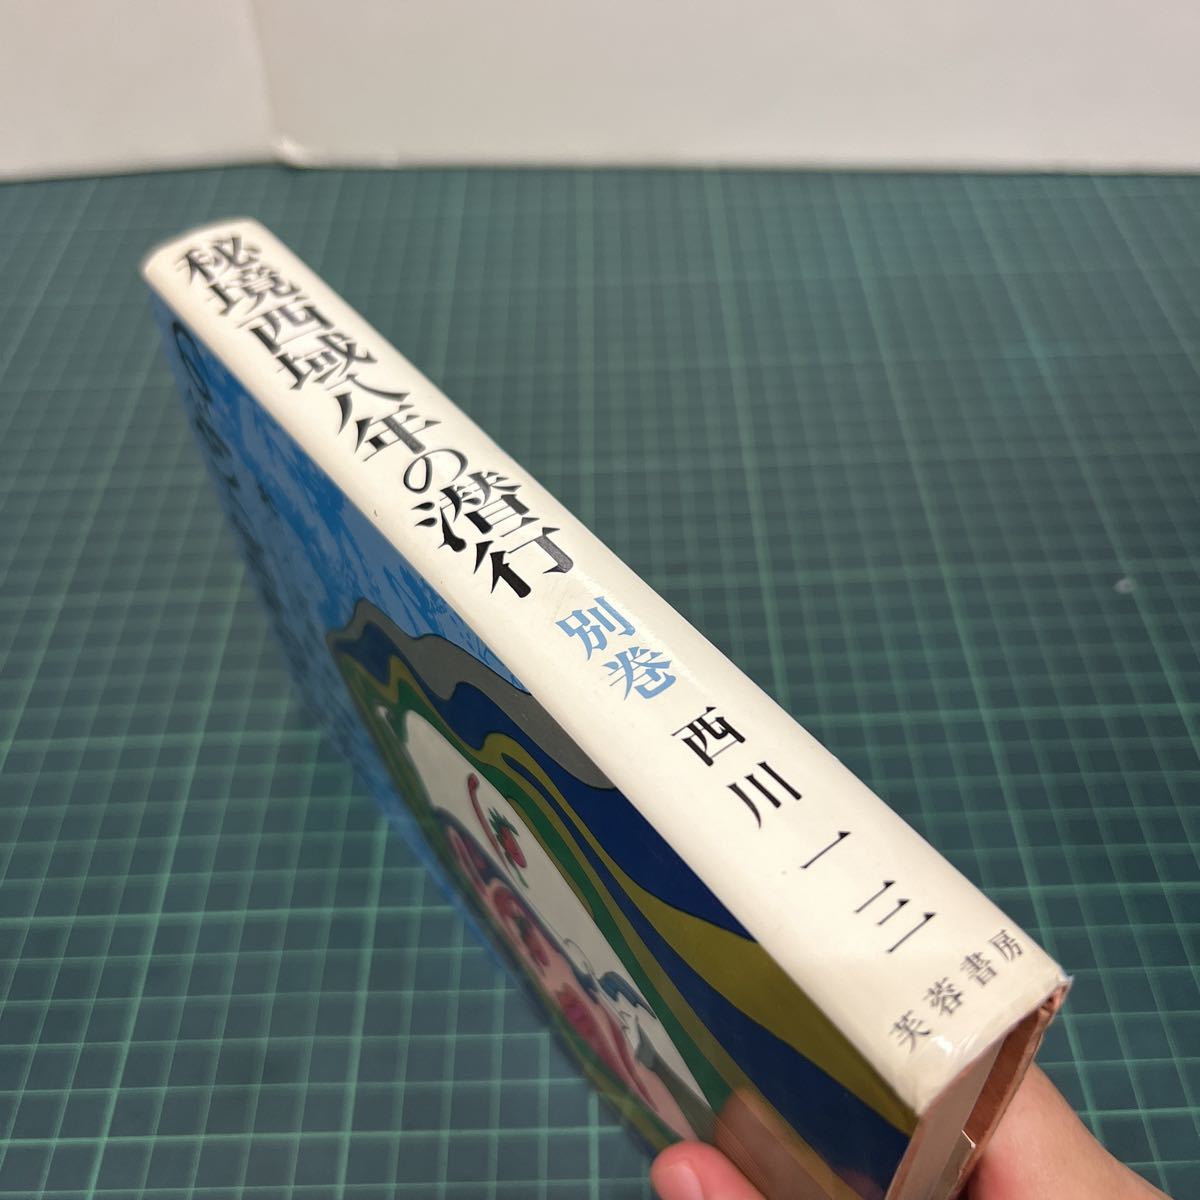 秘境西域八年の潜行 別巻 西川一三
芙蓉書房